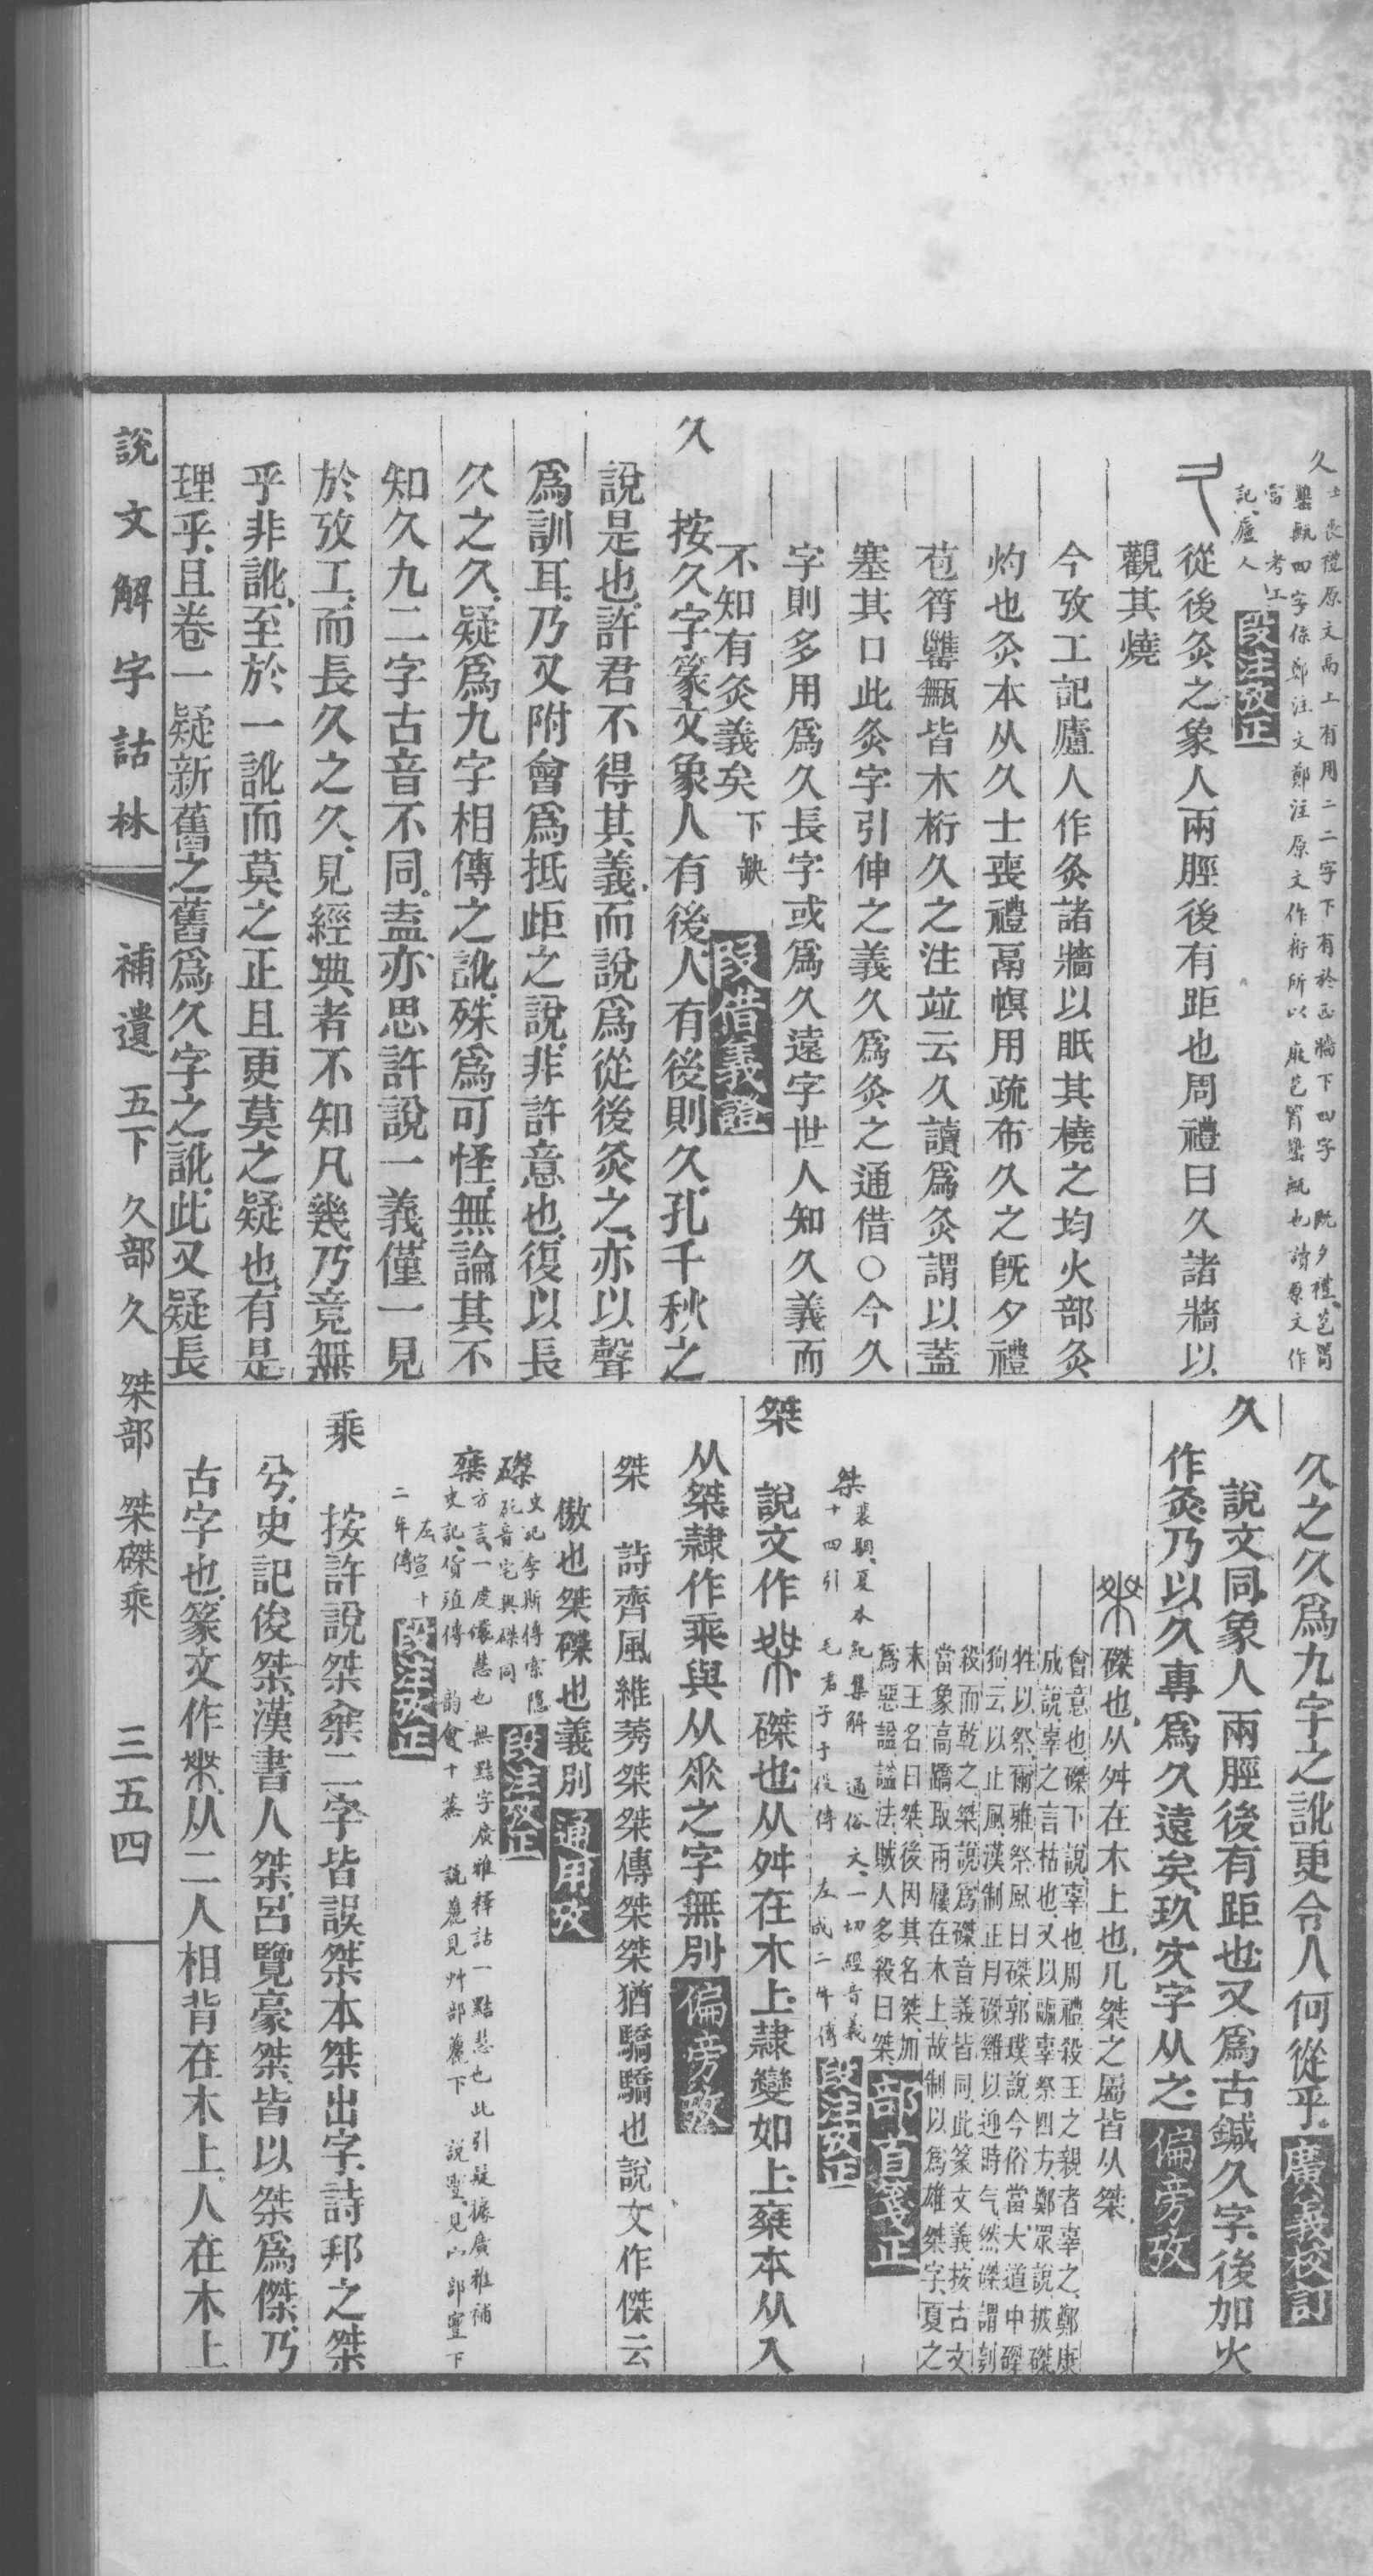 久 士喪禮原文鬲上有用二二字下有於西牆下四字 既夕禮苞筲
甖甒四字係鄭注文鄭注原文作桁所以庪苞筲甖甒也讀原文作
當 考工
記廬人 段注攷正
從後灸之象人兩脛後有距也周禮曰久諸牆以
觀其燒
今攷工記廬人作灸諸牆以眡其橈之均火部灸
灼也灸本从久士喪禮鬲幎用疏布久之既夕禮
苞筲甖甒皆木桁久之注竝云久讀爲灸謂以蓋
塞其口此灸字引伸之義久爲灸之通借○今久
字則多用爲久長字或爲久遠字世人知久義而
不知有灸義矣 下缺 段借義證
久 按久字篆文象人有後人有後則久孔千秋之
說是也許君不得其義而說爲從後灸之亦以聲
爲訓耳乃又附會爲抵歫之說非許意也復以長
久之久疑爲九字相傳之訛殊爲可怪無論其不
知久九二字古音不同盍亦思許說一義僅一見
於攷工而長久之久見經典者不知凡幾乃竟無
乎非訛至於一訛而莫之正且更莫之疑也有是
理乎且卷一疑新舊之舊爲久字之訛此又疑長
久之久爲九字之訛更令人何從乎 廣義校訂
久 說文同象人兩脛後有距也又爲古鍼久字後加火
作灸乃以久專爲久遠矣玖灾字从之 偏旁攷
磔也从舛在木上也凡桀之屬皆从桀
會意也磔下說辜也周禮殺王之親者辜之鄭康
成說辜之言枯也又以疈辜祭四方鄭眾說披磔
牲以祭爾雅祭風曰磔郭璞說今俗當大道中磔
狗云以止風漢制正月磔雞以迎時气然磔謂刳
殺而乾之桀說爲磔音義皆同此篆文義按古文
當象高蹻取兩屨在木上故制以爲雄桀字夏之
末王名曰桀後因其名桀加
爲惡謚謚法賊人多殺曰桀 部首箋正
桀 裴駰夏本紀集解 通俗文一切經音義
十四引 毛君子于役傳 左成二年傳 段注攷正
桀 說文作 磔也从舛在木上隸變如上椉本从入
从桀隸作乘與从乑之字無別 偏旁攷
桀 詩齊風維莠桀桀傳桀桀猶驕驕也說文作傑云
傲也桀磔也義別 通用攷
磔 史記李斯傳索隱
矺音宅與磔同 段注攷正
椉 方言一虔儇慧也 無黠字廣雅釋詁一黠慧也此引疑據廣雅補
史記貨殖傳 韵會十蒸 說麗見艸部麗下 說豐見山部豐下
左宣十
二年傳 段注攷正
乘 按許說桀椉二字皆誤桀本桀出字詩邦之桀
兮史記俊桀漢書人桀呂覽豪桀皆以桀爲傑乃
古字也篆文作 从二人相背在木上人在木上
說文解字詁林 補遺 五下 久部 久 桀部 桀磔乘 三五四